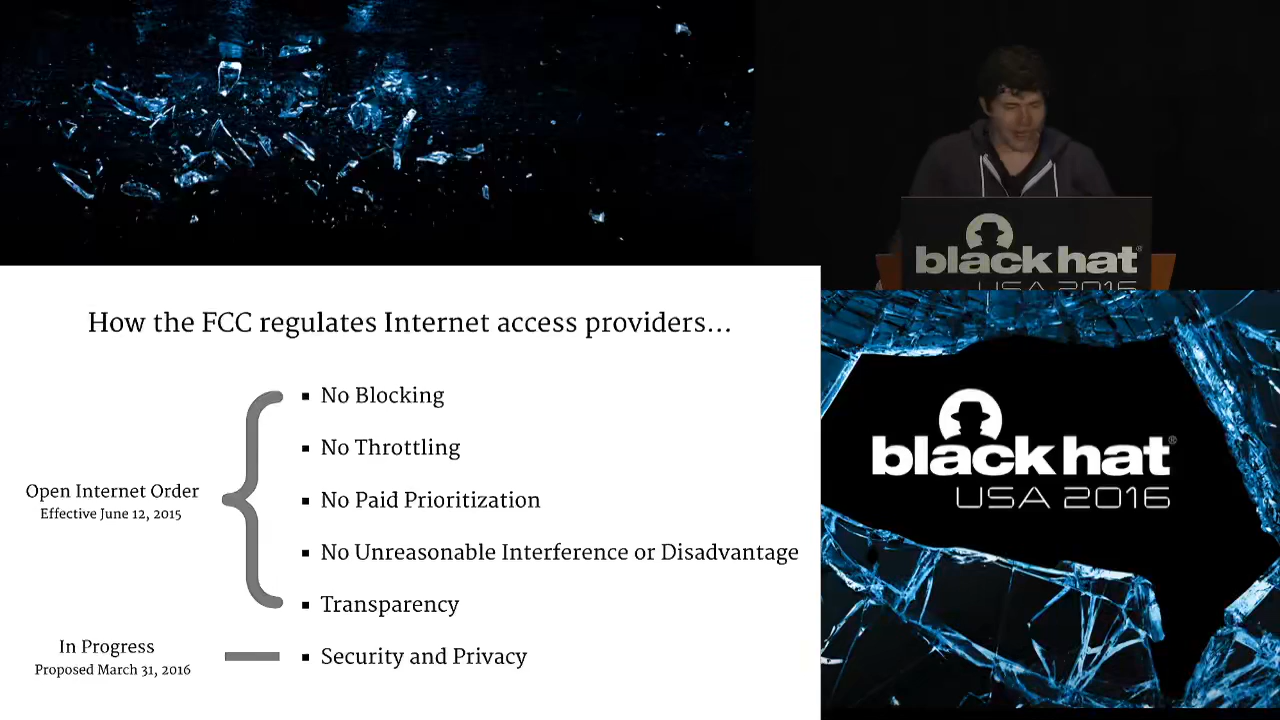 black hat®
USA 2016
How the FCC regulates Internet access providers...
Open Internet Order
Effective June 12, 2015
▪ No Blocking
▪ No Throttling
▪ No Paid Prioritization
▪ No Unreasonable Interference or Disadvantage
▪ Transparency
In Progress
Proposed March 31, 2016
▪ Security and Privacy
black hat®
USA 2016